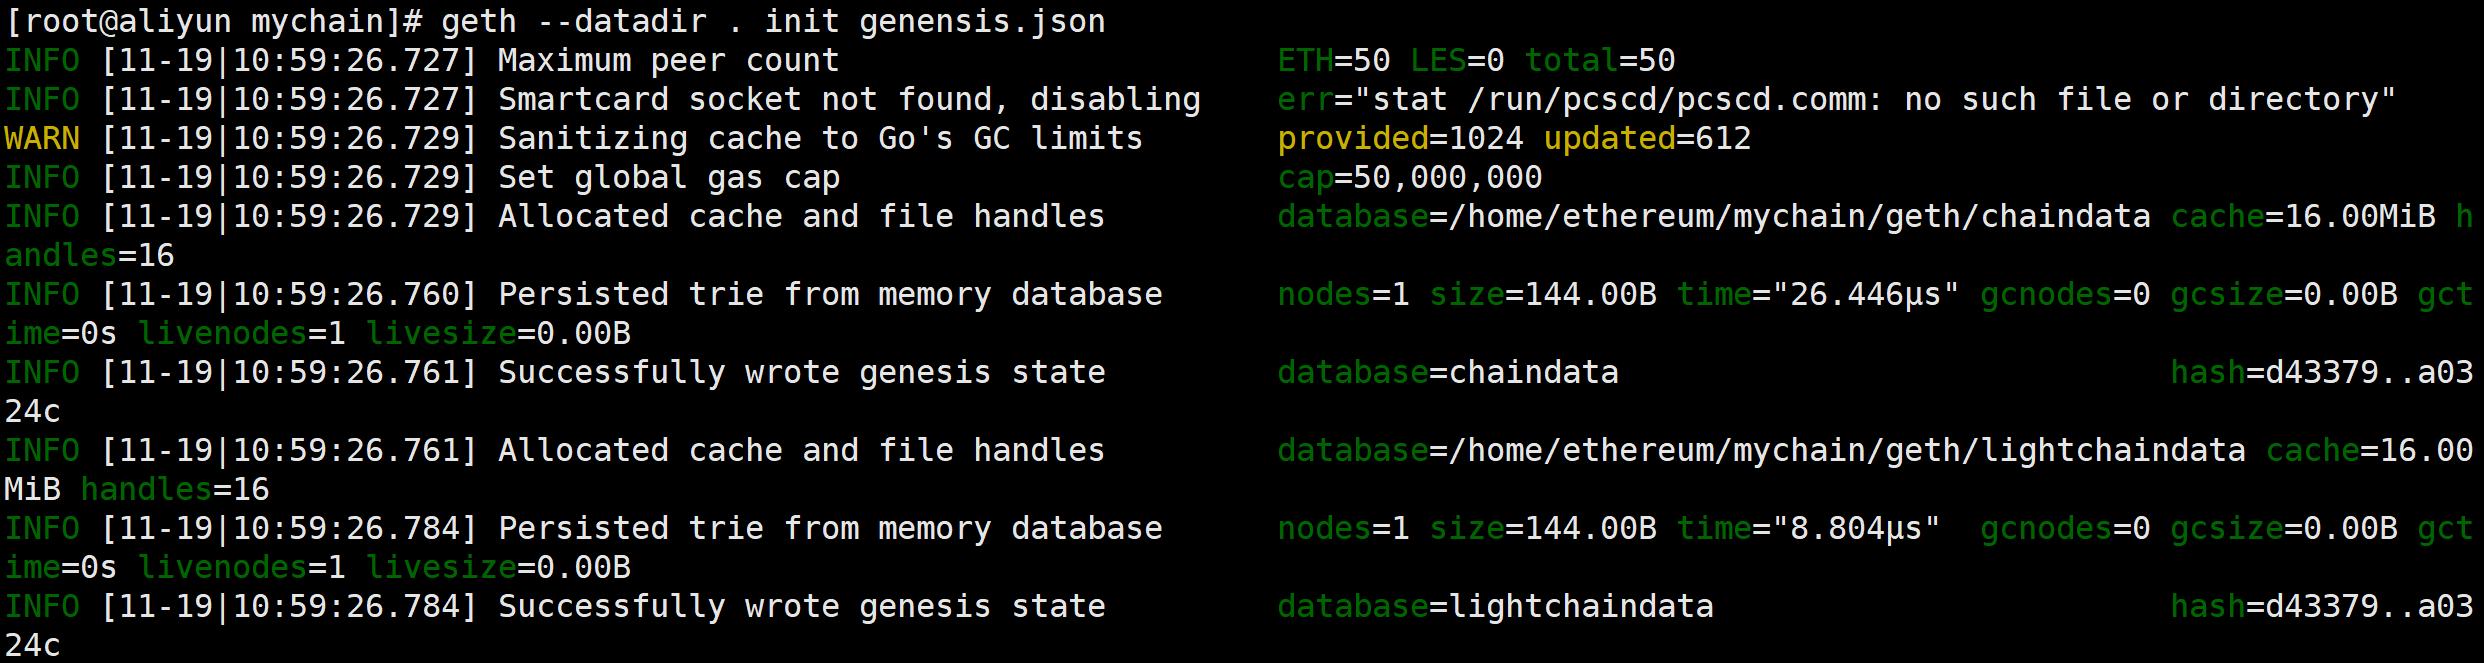 [root@aliyun mychain]# geth --datadir . init genensis.json
INFO [11-19|10:59:26.727] Maximum peer count                       ETH=50 LES=0 total=50
INFO [11-19|10:59:26.727] Smartcard socket not found, disabling    err="stat /run/pcscd/pcscd.comm: no such file or directory"
WARN [11-19|10:59:26.729] Sanitizing cache to Go's GC limits       provided=1024 updated=612
INFO [11-19|10:59:26.729] Set global gas cap                       cap=50,000,000
INFO [11-19|10:59:26.729] Allocated cache and file handles         database=/home/ethereum/mychain/geth/chaindata cache=16.00MiB h
andles=16
INFO [11-19|10:59:26.760] Persisted trie from memory database      nodes=1 size=144.00B time="26.446µs" gcnodes=0 gcsize=0.00B gct
ime=0s livenodes=1 livesize=0.00B
INFO [11-19|10:59:26.761] Successfully wrote genesis state         database=chaindata                             hash=d43379..a03
24c
INFO [11-19|10:59:26.761] Allocated cache and file handles         database=/home/ethereum/mychain/geth/lightchaindata cache=16.00
MiB handles=16
INFO [11-19|10:59:26.784] Persisted trie from memory database      nodes=1 size=144.00B time="8.804µs"  gcnodes=0 gcsize=0.00B gct
ime=0s livenodes=1 livesize=0.00B
INFO [11-19|10:59:26.784] Successfully wrote genesis state         database=lightchaindata                        hash=d43379..a03
24c